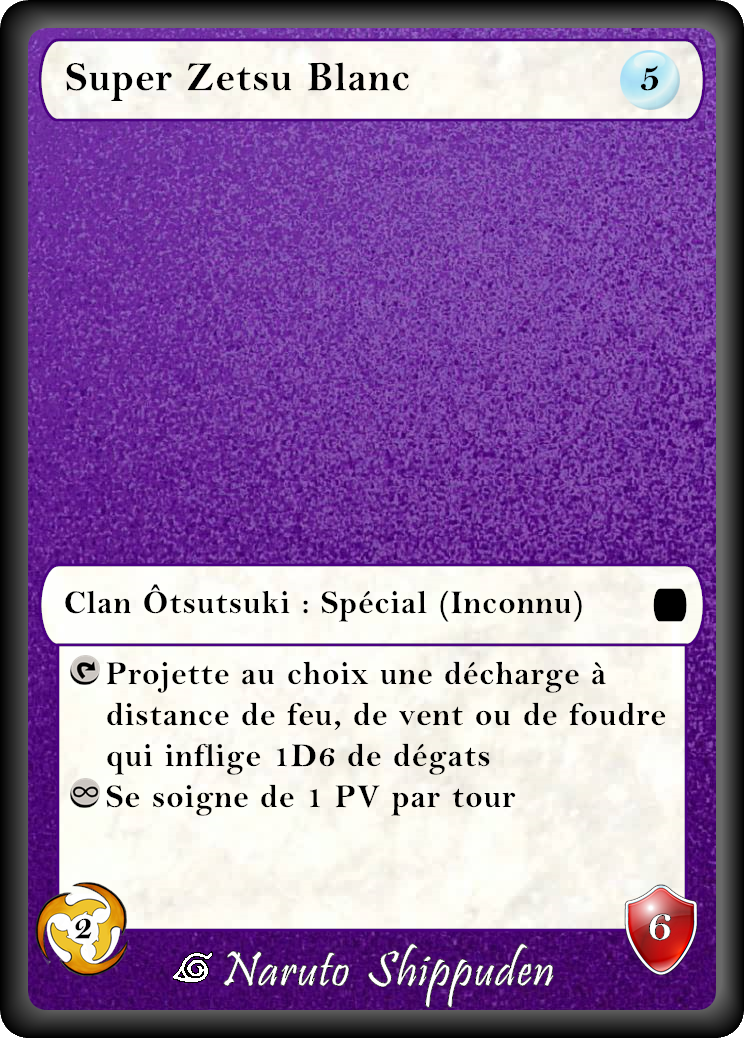 Super Zetsu Blanc
5
Clan Ôtsutsuki : Spécial (Inconnu)
Projette au choix une décharge à
distance de feu, de vent ou de foudre
qui inflige 1D6 de dégats
Se soigne de 1 PV par tour
2
6
Naruto Shippuden